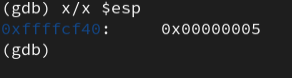 (gdb) x/x $esp
0xffffcf40:     0x00000005
(gdb)